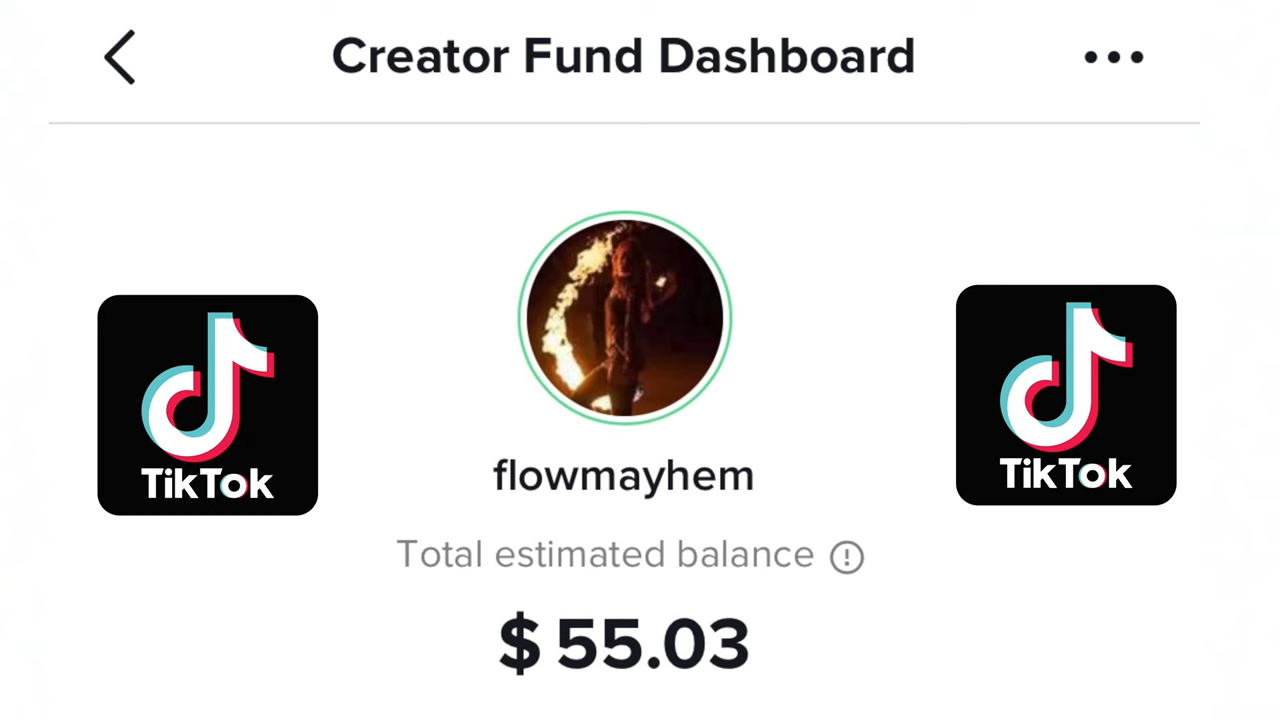 Creator Fund Dashboard
TikTok
TikTok
flowmayhem
Total estimated balance
$ 55.03